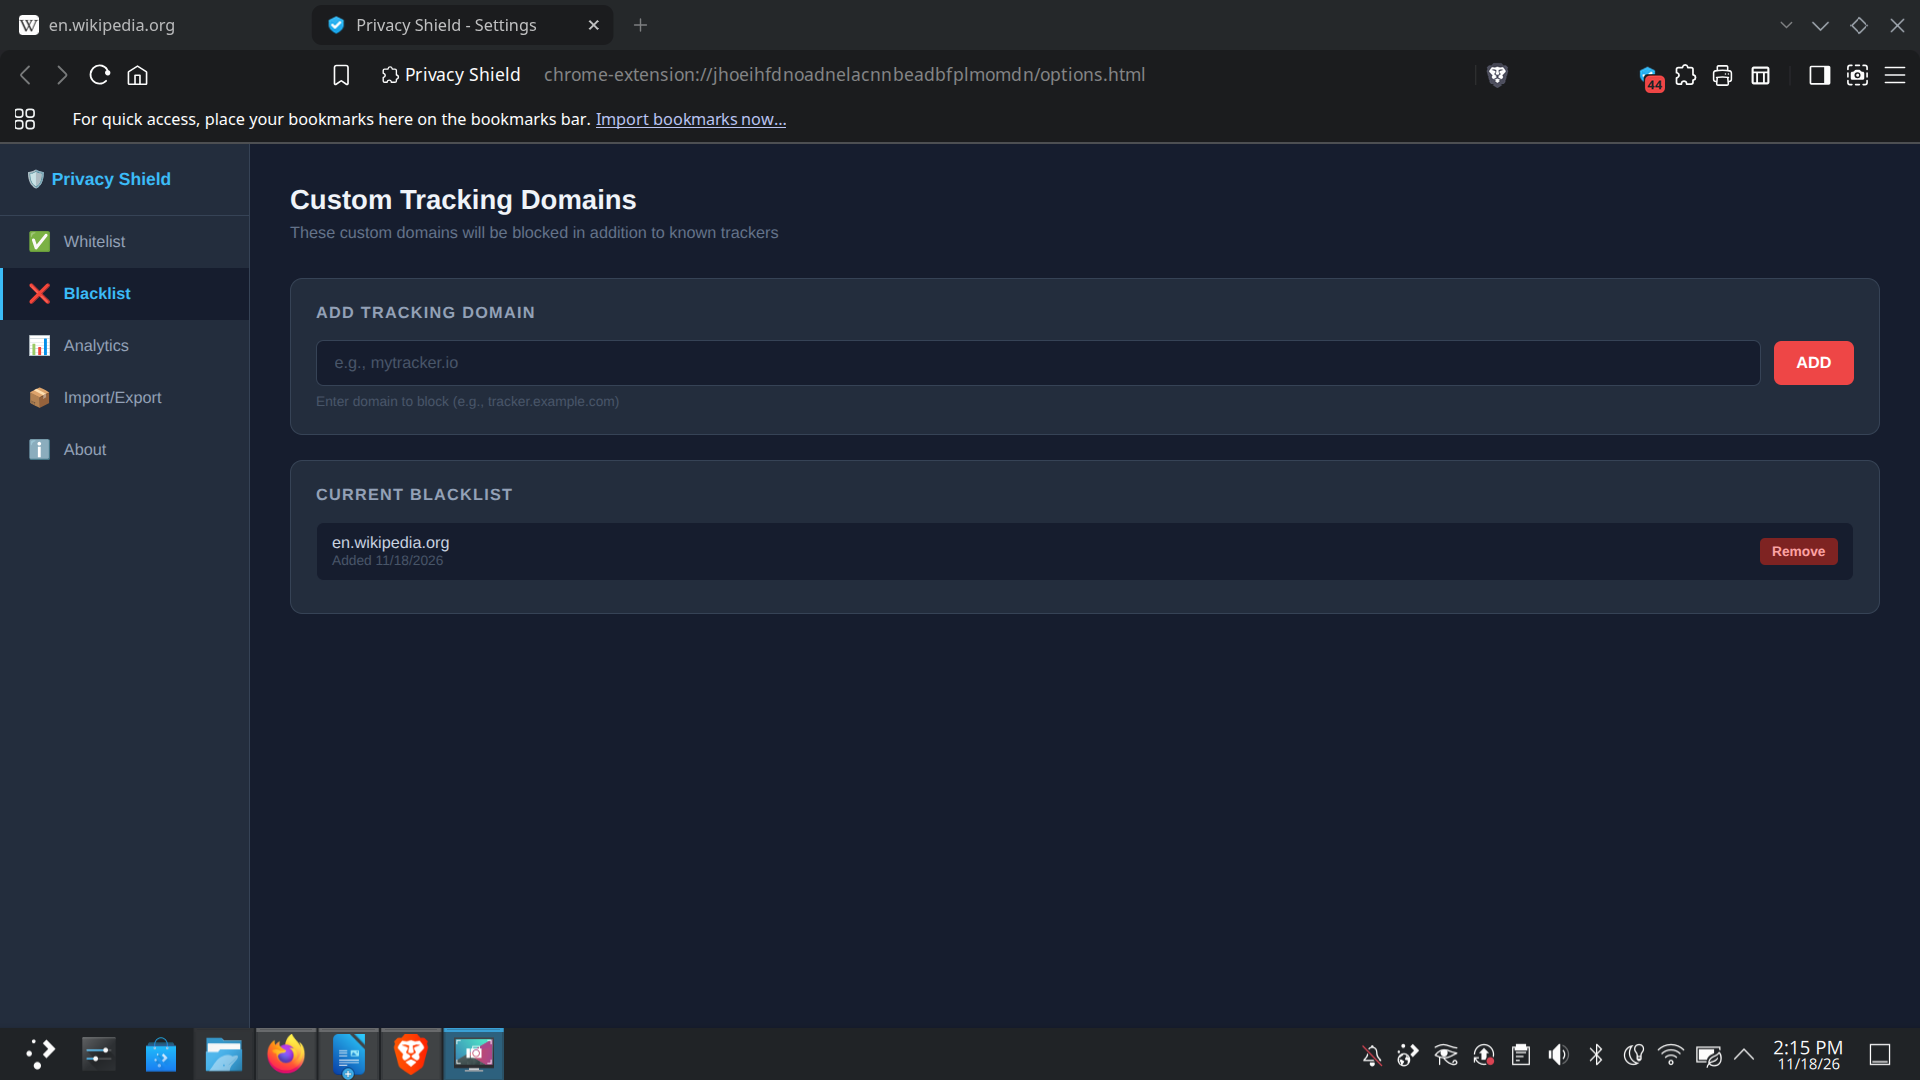 en.wikipedia.org
Privacy Shield - Settings
Privacy Shield chrome-extension://jhoeihfdnoadnelacnnbeadbfplmomdn/options.html
44
For quick access, place your bookmarks here on the bookmarks bar. Import bookmarks now...
Privacy Shield
Whitelist
Blacklist
Analytics
Import/Export
About
Custom Tracking Domains
These custom domains will be blocked in addition to known trackers
ADD TRACKING DOMAIN
e.g., mytracker.io
ADD
Enter domain to block (e.g., tracker.example.com)
CURRENT BLACKLIST
en.wikipedia.org
Added 11/18/2026
Remove
2:15 PM
11/18/26